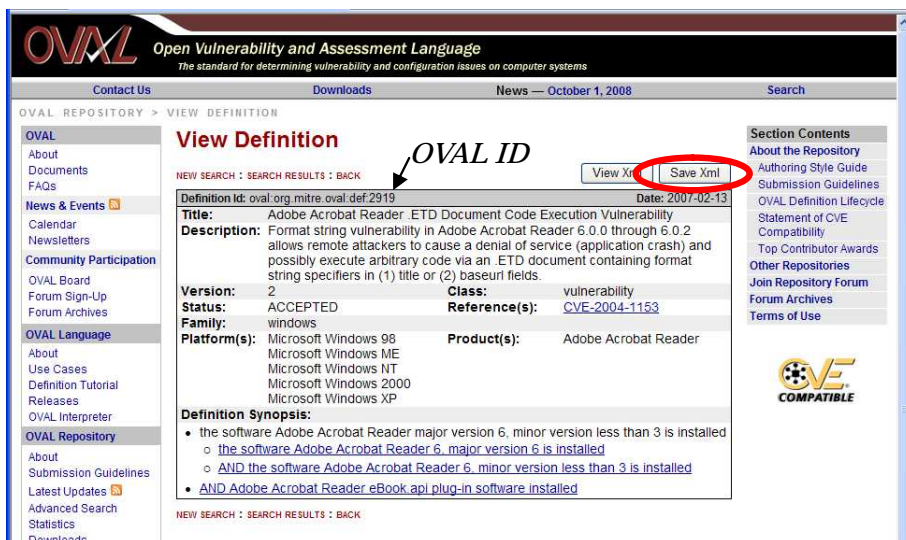 OVAL Open Vulnerability and Assessment Language
The standard for determining vulnerability and configuration issues on computer systems
Contact Us Downloads News — October 1, 2008 Search
OVAL REPOSITORY > VIEW DEFINITION
OVAL
About
Documents
FAQs
News & Events
Calendar
Newsletters
Community Participation
OVAL Board
Forum Sign-Up
Forum Archives
OVAL Language
About
Use Cases
Definition Tutorial
Releases
OVAL Interpreter
OVAL Repository
About
Submission Guidelines
Latest Updates
Advanced Search
Statistics
Downloads
View Definition
OVAL ID
NEW SEARCH : SEARCH RESULTS : BACK
View Xml Save Xml
Definition Id: oval:org.mitre.oval:def:2919 Date: 2007-02-13
Title: Adobe Acrobat Reader .ETD Document Code Execution Vulnerability
Description: Format string vulnerability in Adobe Acrobat Reader 6.0.0 through 6.0.2
allows remote attackers to cause a denial of service (application crash) and
possibly execute arbitrary code via an .ETD document containing format
string specifiers in (1) title or (2) baseurl fields.
Version: 2 Class: vulnerability
Status: ACCEPTED Reference(s): CVE-2004-1153
Family: windows
Platform(s): Microsoft Windows 98 Product(s): Adobe Acrobat Reader
Microsoft Windows ME
Microsoft Windows NT
Microsoft Windows 2000
Microsoft Windows XP
Definition Synopsis:
• the software Adobe Acrobat Reader major version 6, minor version less than 3 is installed
o the software Adobe Acrobat Reader 6, major version 6 is installed
o AND the software Adobe Acrobat Reader 6, minor version less than 3 is installed
• AND Adobe Acrobat Reader eBook.api plug-in software installed
NEW SEARCH : SEARCH RESULTS : BACK
Section Contents
About the Repository
Authoring Style Guide
Submission Guidelines
OVAL Definition Lifecycle
Statement of CVE
Compatibility
Top Contributor Awards
Other Repositories
Join Repository Forum
Forum Archives
Terms of Use
CVE
COMPATIBLE